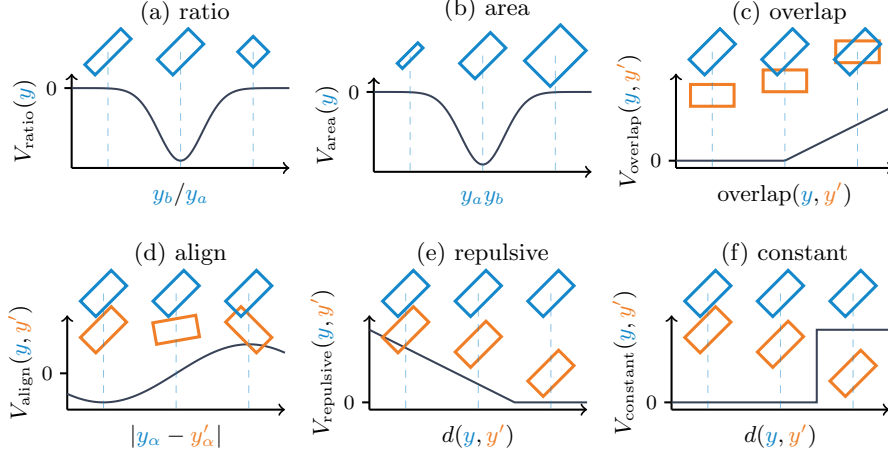 (a) ratio
V_ratio(y)
0
y_b/y_a
(b) area
V_area(y)
0
y_a y_b
(c) overlap
V_overlap(y, y′)
0
overlap(y, y′)
(d) align
V_align(y, y′)
0
|y_α − y′_α|
(e) repulsive
V_repulsive(y, y′)
0
d(y, y′)
(f) constant
V_constant(y, y′)
0
d(y, y′)